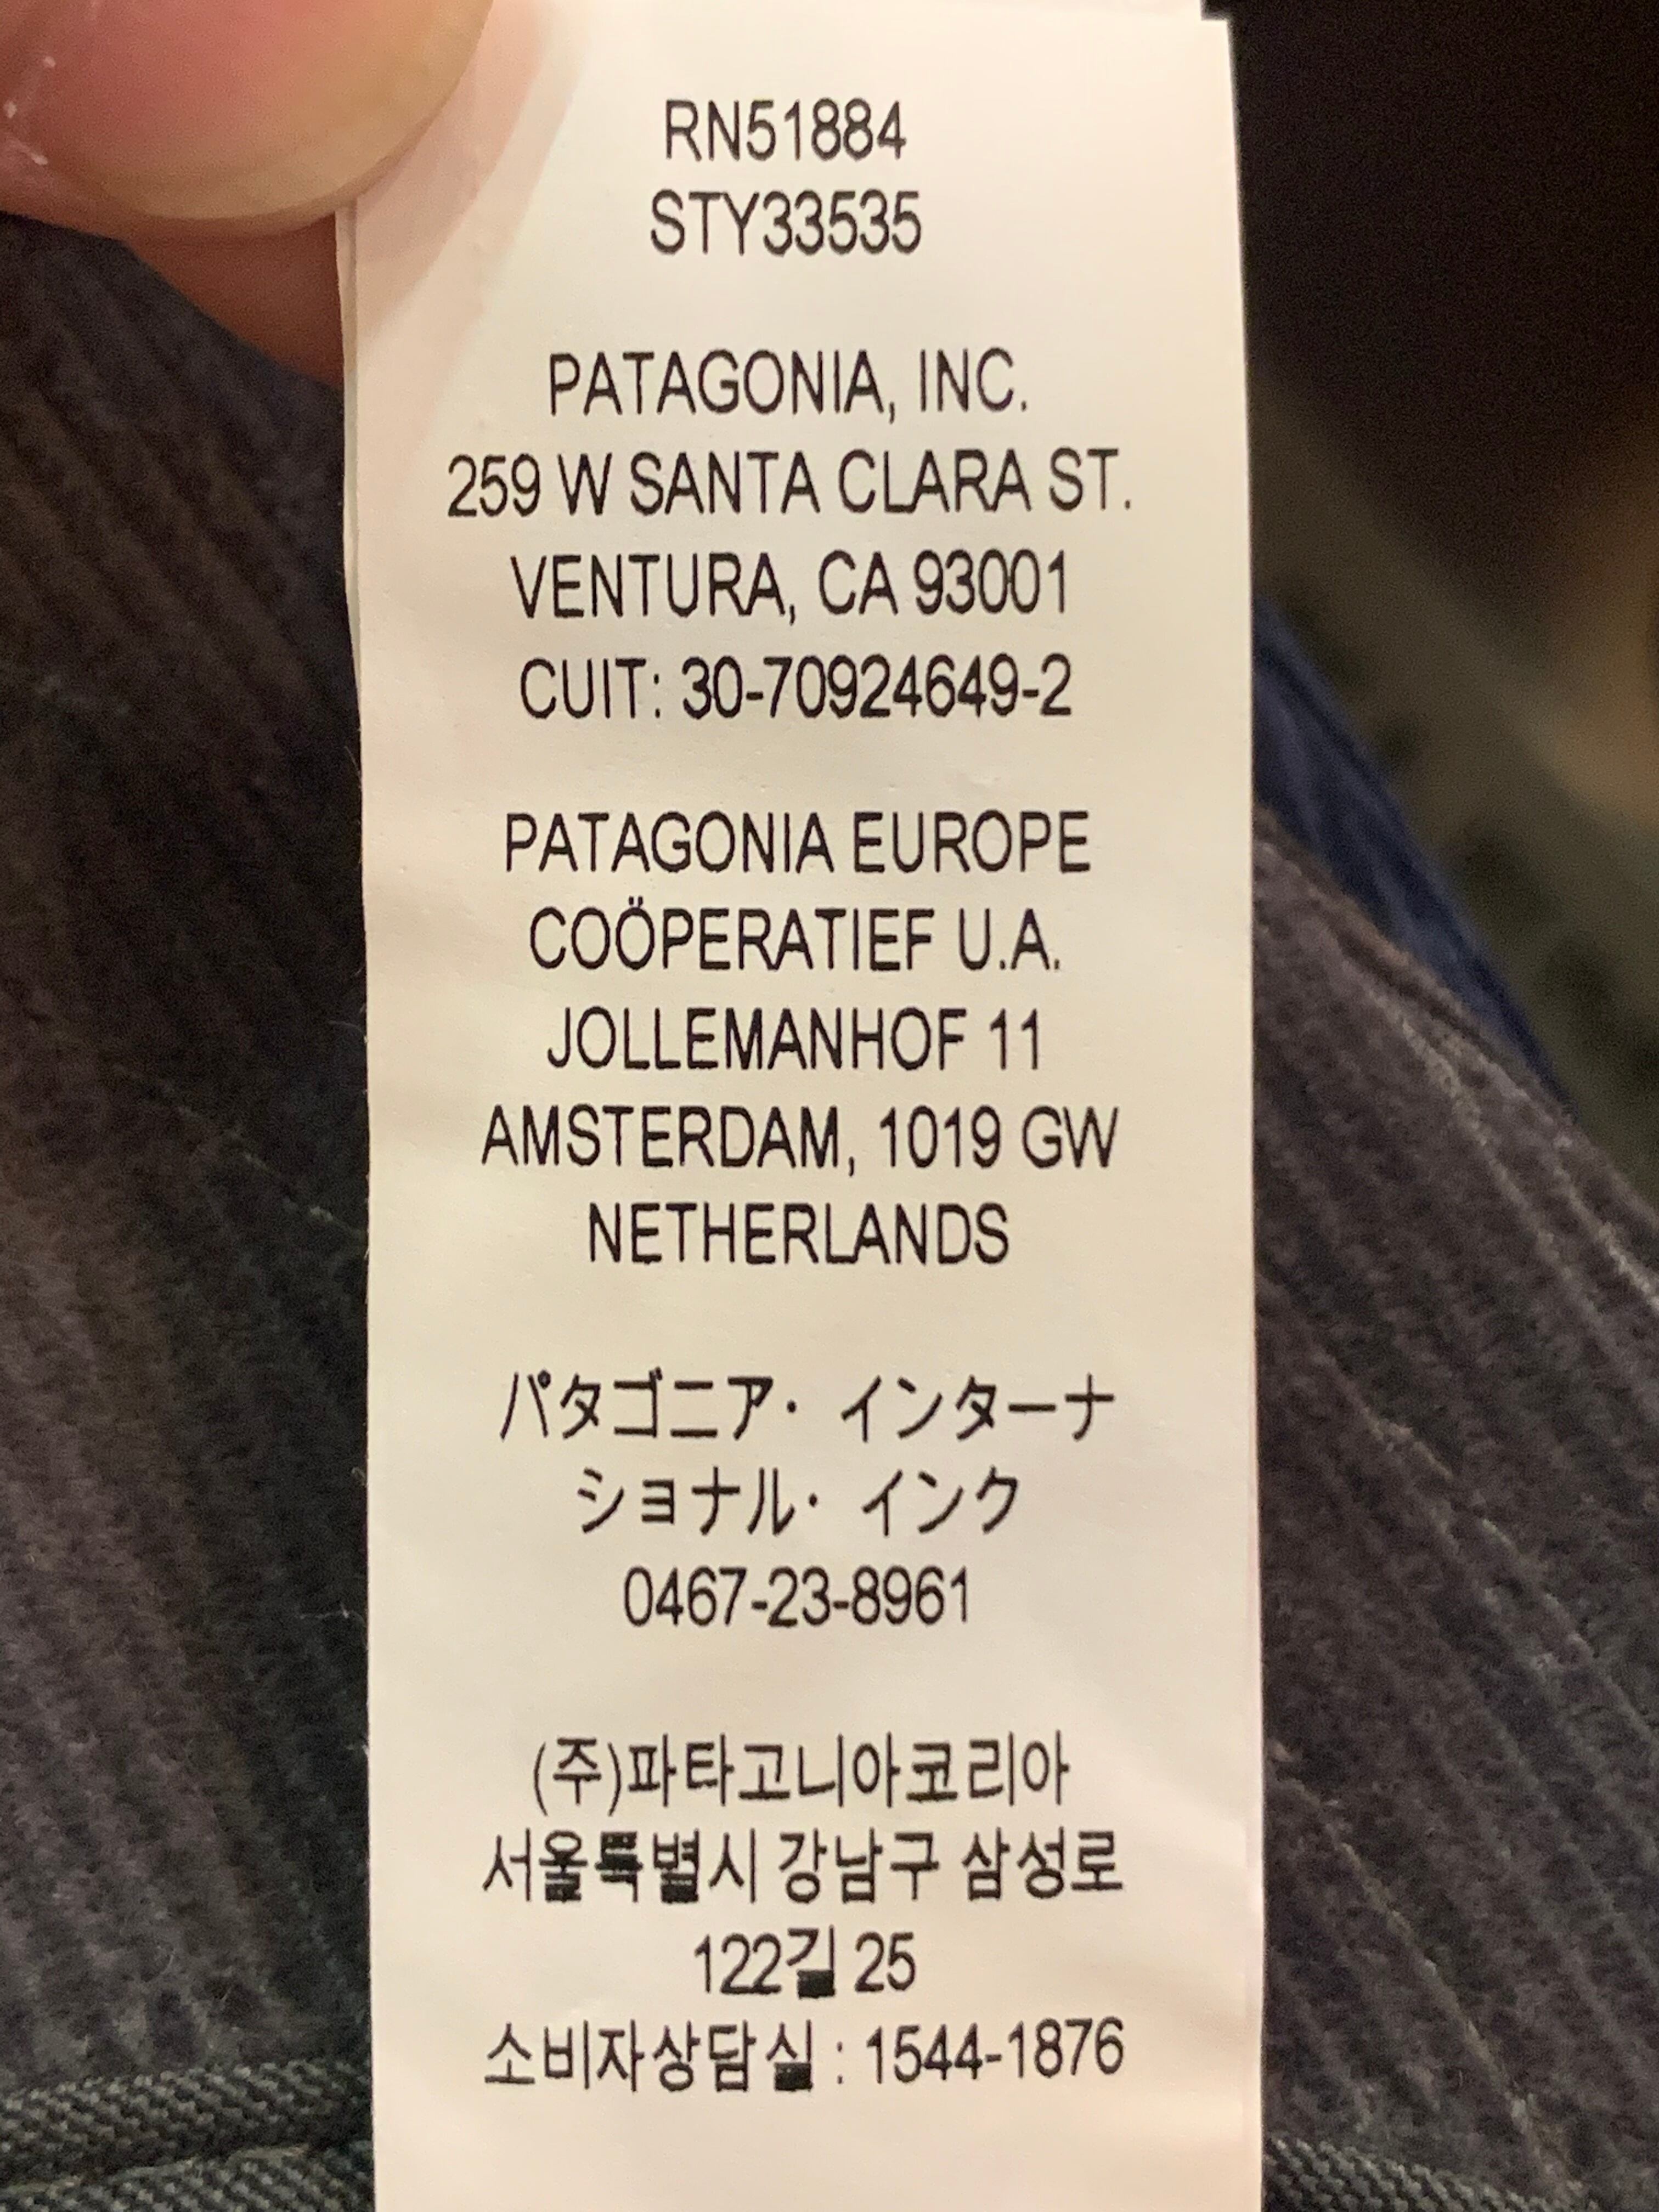 RN51884
STY33535
PATAGONIA, INC.
259 W SANTA CLARA ST.
VENTURA, CA 93001
CUIT: 30-70924649-2
PATAGONIA EUROPE
COÖPERATIEF U.A.
JOLLEMANHOF 11
AMSTERDAM, 1019 GW
NETHERLANDS
パタゴニア・インターナ
ショナル・インク
0467-23-8961
(주)파타고니아코리아
서울특별시 강남구 삼성로
122길 25
소비자상담실 : 1544-1876